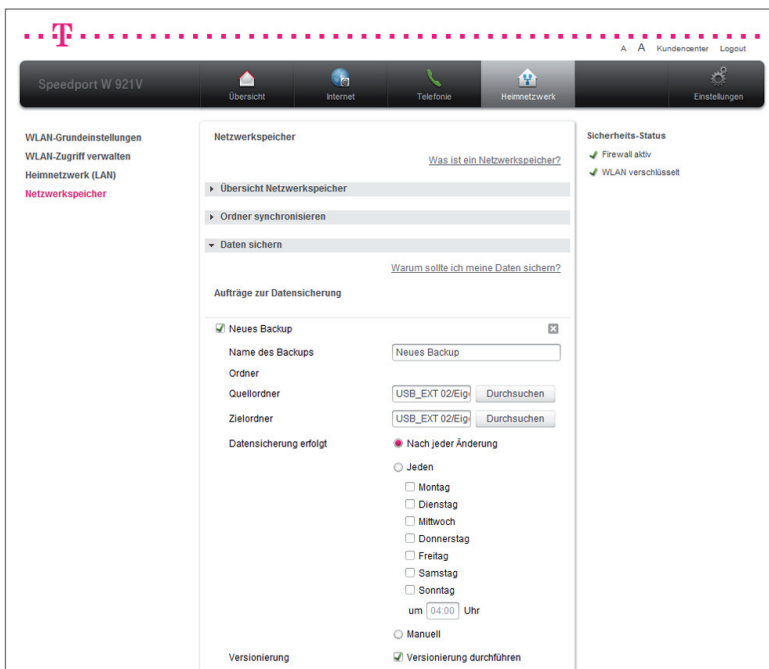 T
A A Kundencenter Logout
Speedport W 921V
Übersicht
Internet
Telefonie
Heimnetzwerk
Einstellungen
WLAN-Grundeinstellungen
WLAN-Zugriff verwalten
Heimnetzwerk (LAN)
Netzwerkspeicher
Netzwerkspeicher
Was ist ein Netzwerkspeicher?
Übersicht Netzwerkspeicher
Ordner synchronisieren
Daten sichern
Warum sollte ich meine Daten sichern?
Aufträge zur Datensicherung
Neues Backup
Name des Backups Neues Backup
Ordner
Quellordner USB_EXT 02/Eig Durchsuchen
Zielordner USB_EXT 02/Eig Durchsuchen
Datensicherung erfolgt Nach jeder Änderung
Jeden
Montag
Dienstag
Mittwoch
Donnerstag
Freitag
Samstag
Sonntag
um 04:00 Uhr
Manuell
Versionierung Versionierung durchführen
Sicherheits-Status
Firewall aktiv
WLAN verschlüsselt